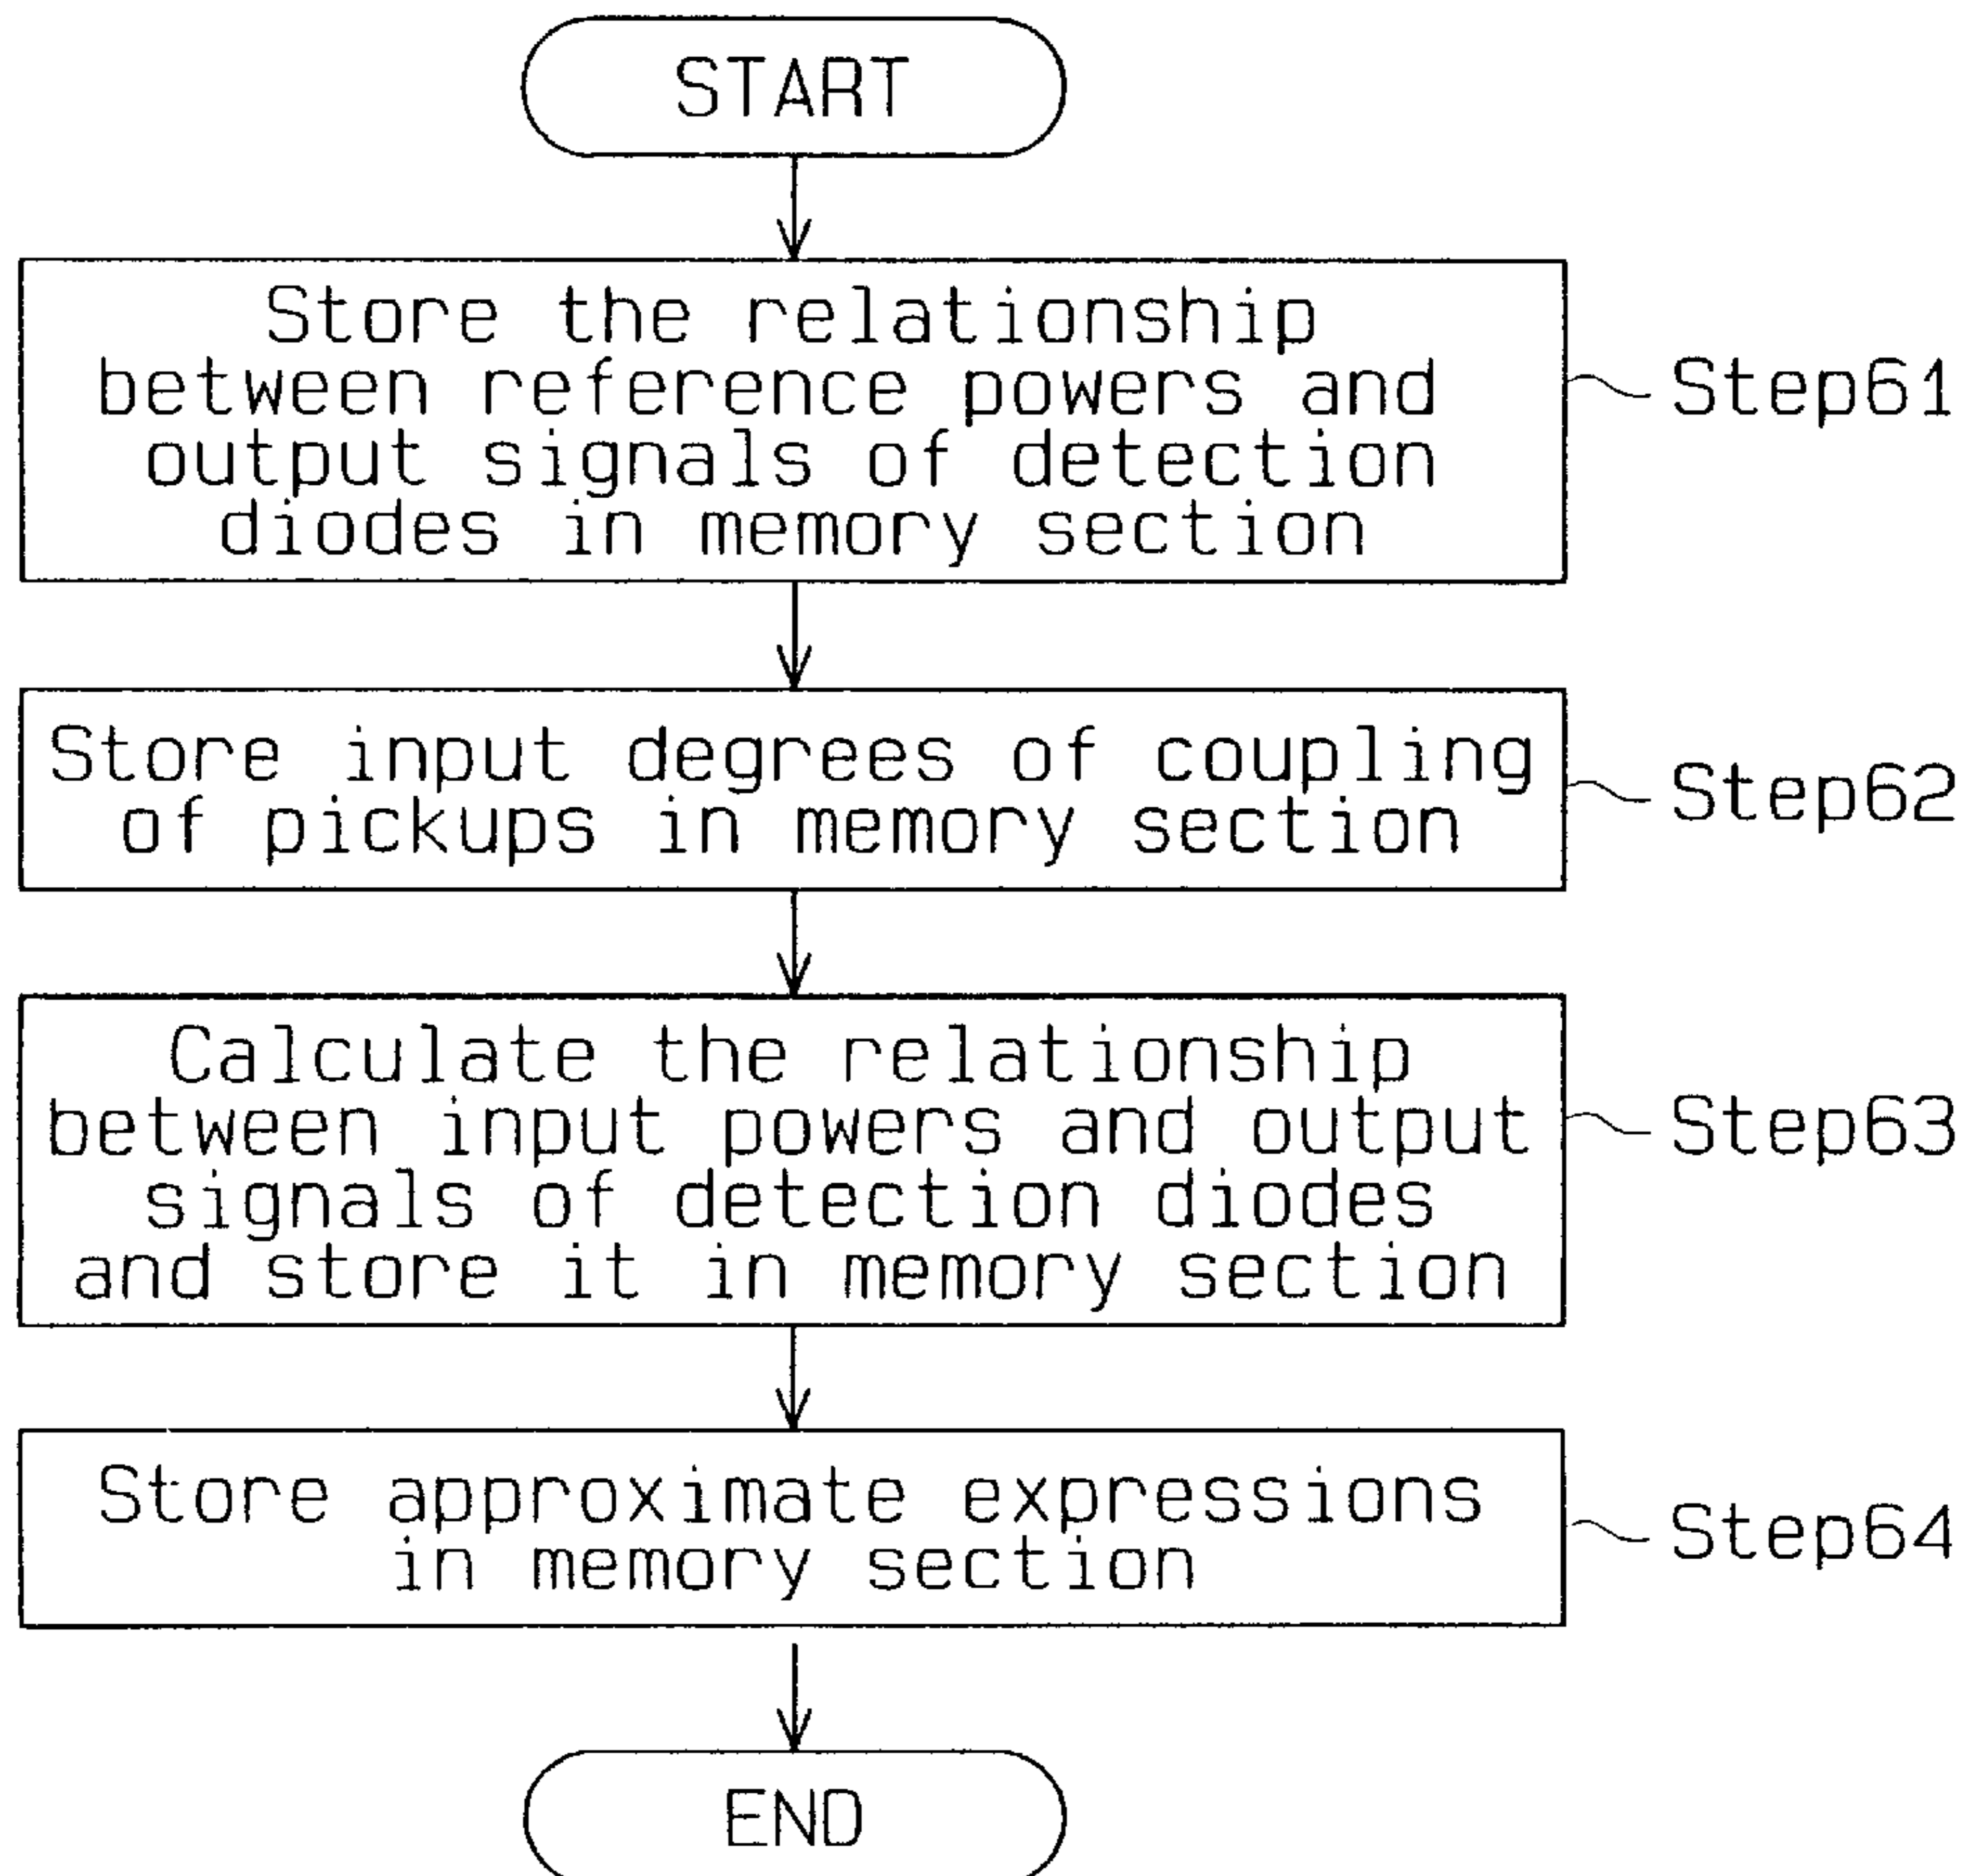 START
Store the relationship
between reference powers and
output signals of detection
diodes in memory section
Step61
Store input degrees of coupling
of pickups in memory section
Step62
Calculate the relationship
between input powers and output
signals of detection diodes
and store it in memory section
Step63
Store approximate expressions
in memory section
Step64
END